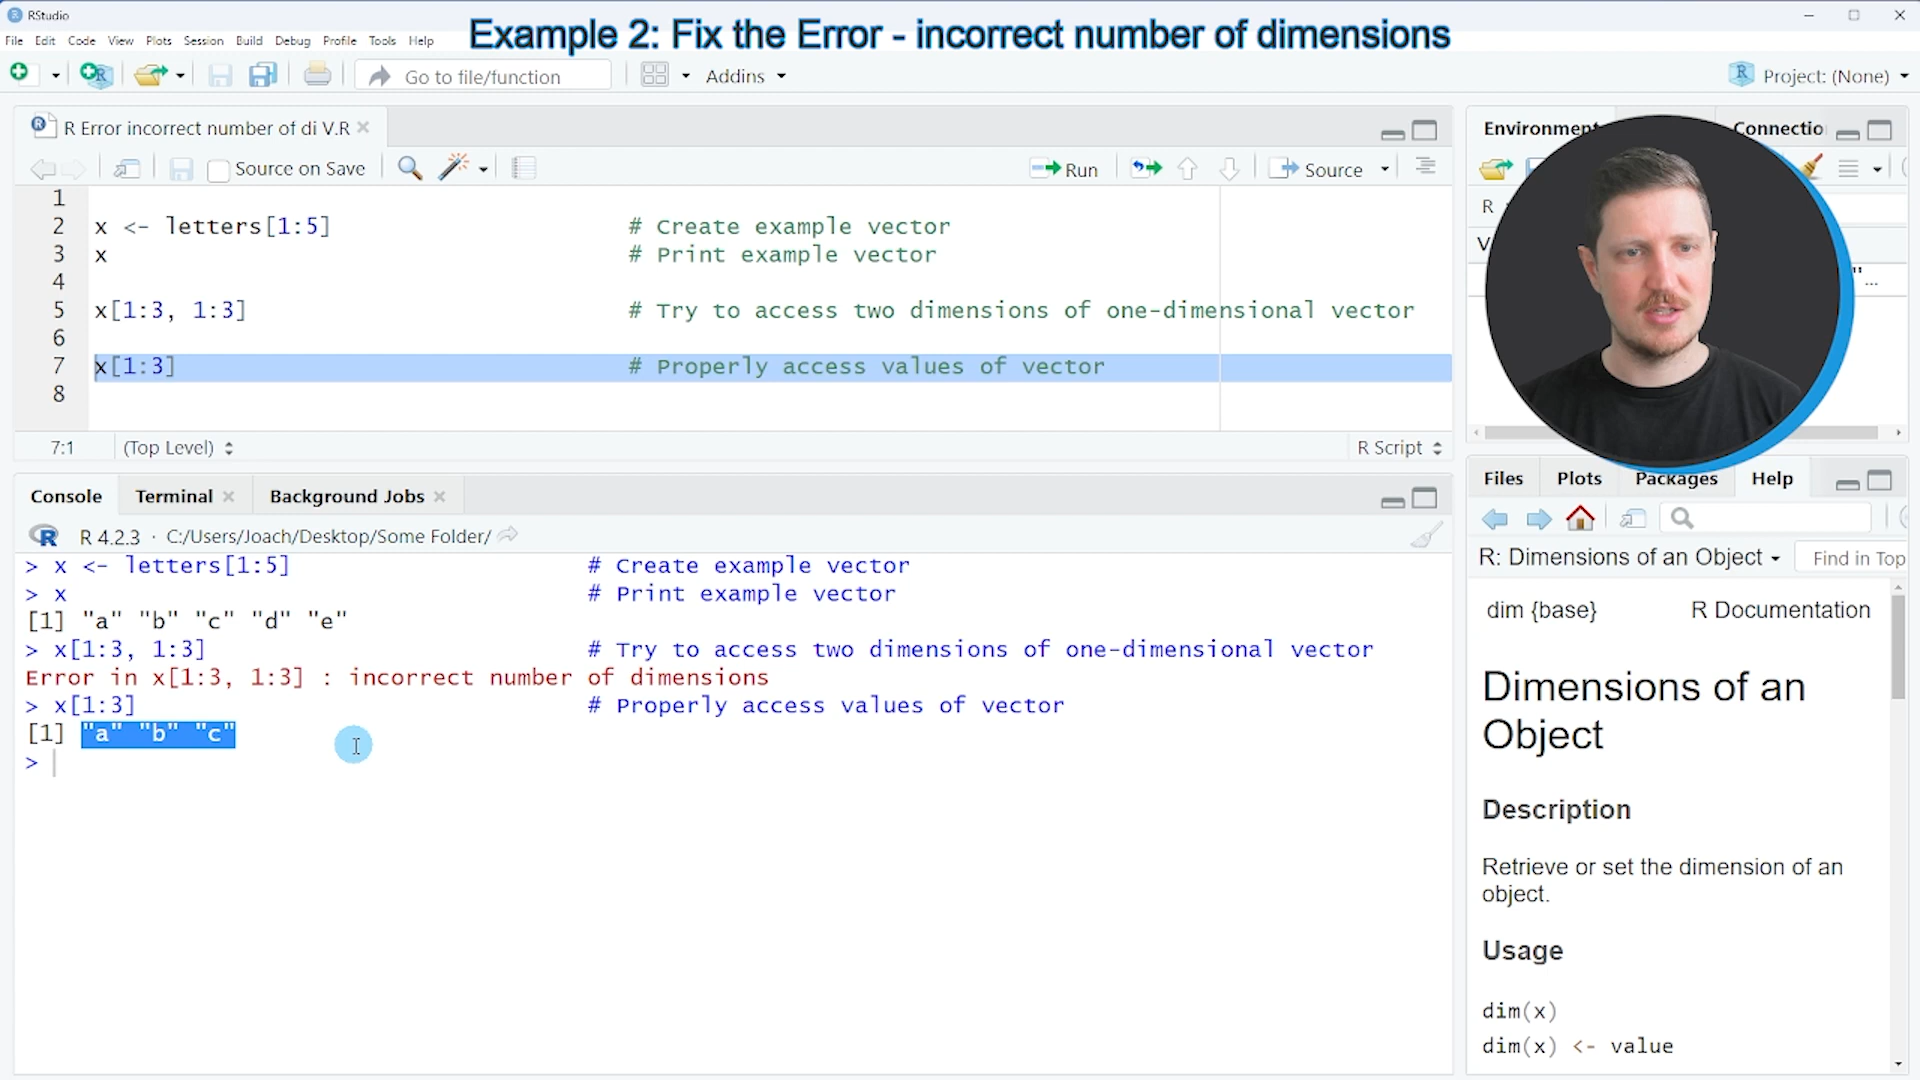 RStudio
File Edit Code View Plots Session Build Debug Profile Tools Help
Example 2: Fix the Error - incorrect number of dimensions
Go to file/function
Addins
Project: (None)
R Error incorrect number of di V.R
Source on Save
Run
Source
1
2 x <- letters[1:5] # Create example vector
3 x # Print example vector
4
5 x[1:3, 1:3] # Try to access two dimensions of one-dimensional vector
6
7 x[1:3] # Properly access values of vector
8
7:1 (Top Level) R Script
Console Terminal Background Jobs
R 4.2.3 · C:/Users/Joach/Desktop/Some Folder/
> x <- letters[1:5] # Create example vector
> x # Print example vector
[1] "a" "b" "c" "d" "e"
> x[1:3, 1:3] # Try to access two dimensions of one-dimensional vector
Error in x[1:3, 1:3] : incorrect number of dimensions
> x[1:3] # Properly access values of vector
[1] "a" "b" "c"
>
Environmen Connectio
R
V
" ...
Files Plots Packages Help
R: Dimensions of an Object
Find in Top
dim {base} R Documentation
Dimensions of an
Object
Description
Retrieve or set the dimension of an
object.
Usage
dim(x)
dim(x) <- value